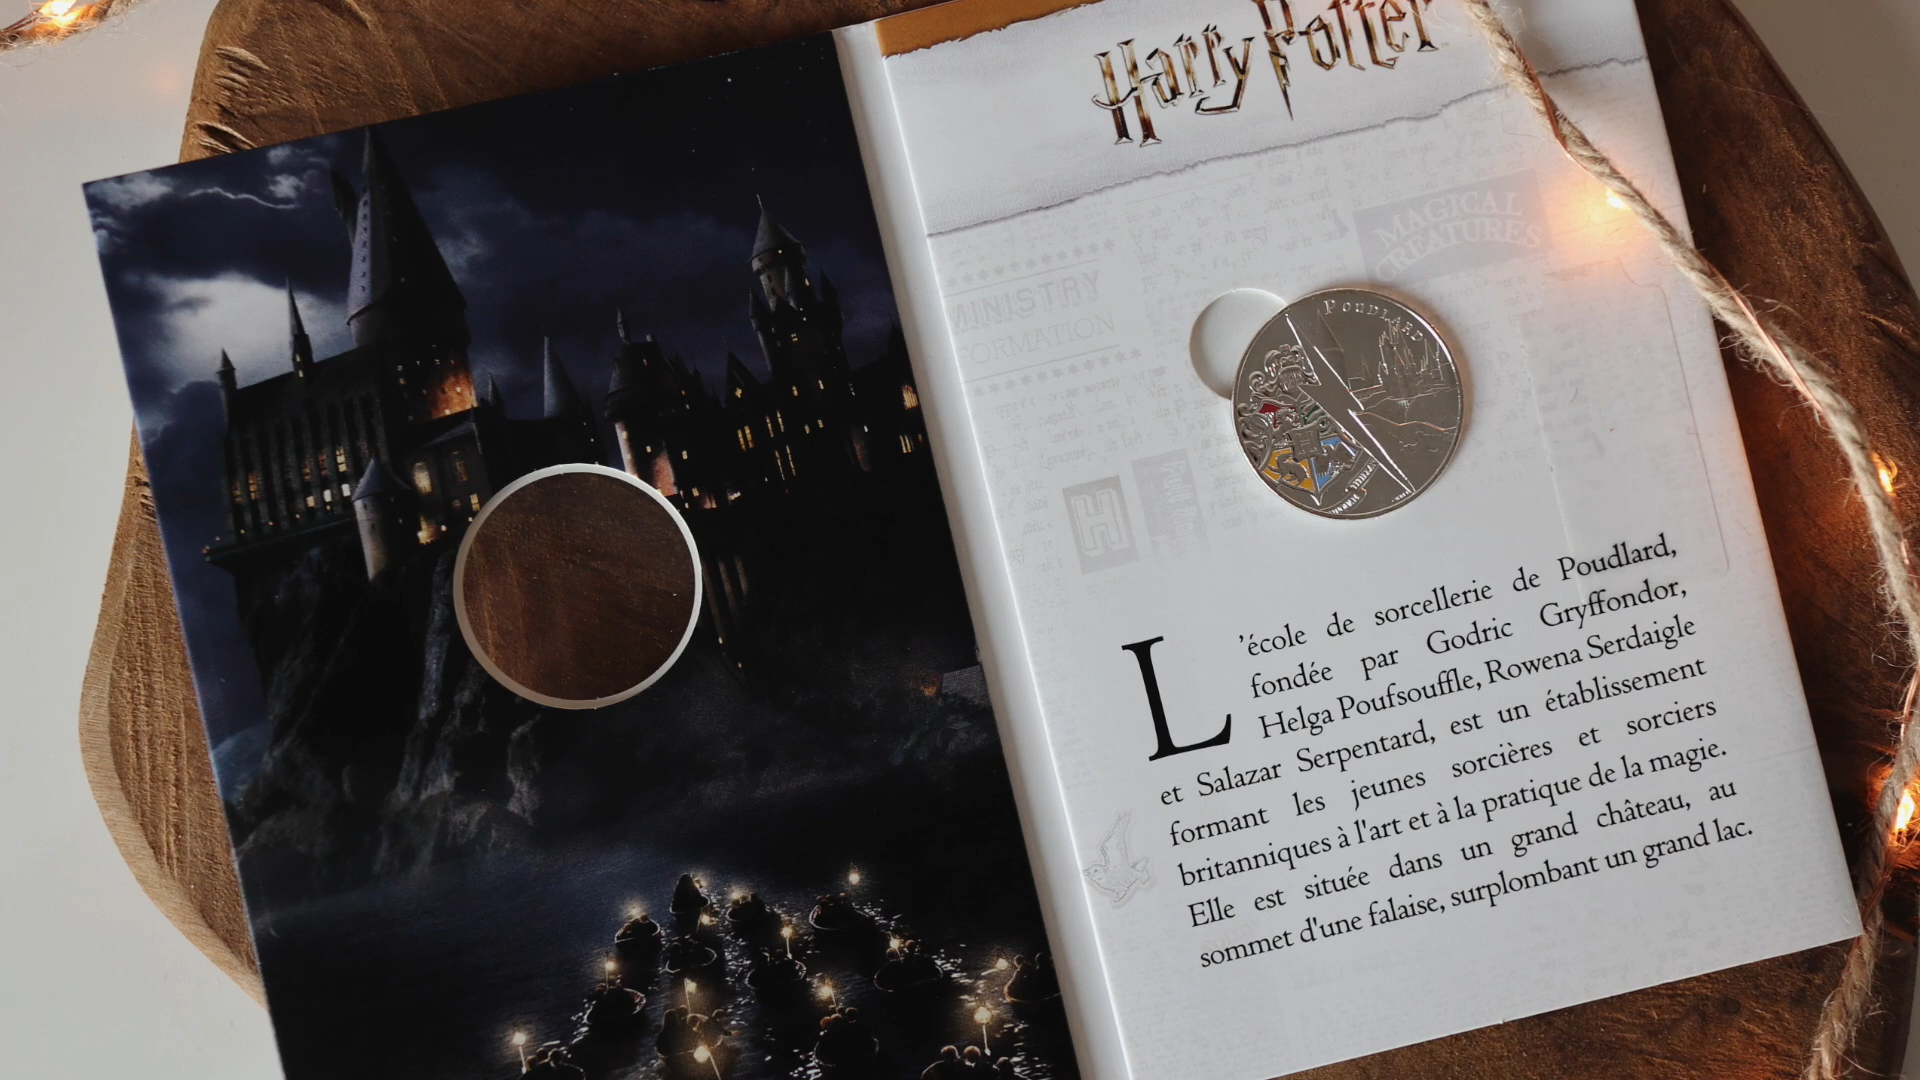 Harry Potter
MAGICAL
CREATURES
MINISTRY
FORMATION
H
POUDLARD
L'école de sorcellerie de Poudlard,
fondée par Godric Gryffondor,
Helga Poufsouffle, Rowena Serdaigle
et Salazar Serpentard, est un établissement
formant les jeunes sorcières et sorciers
britanniques à l'art et à la pratique de la magie.
Elle est située dans un grand château, au
sommet d'une falaise, surplombant un grand lac.